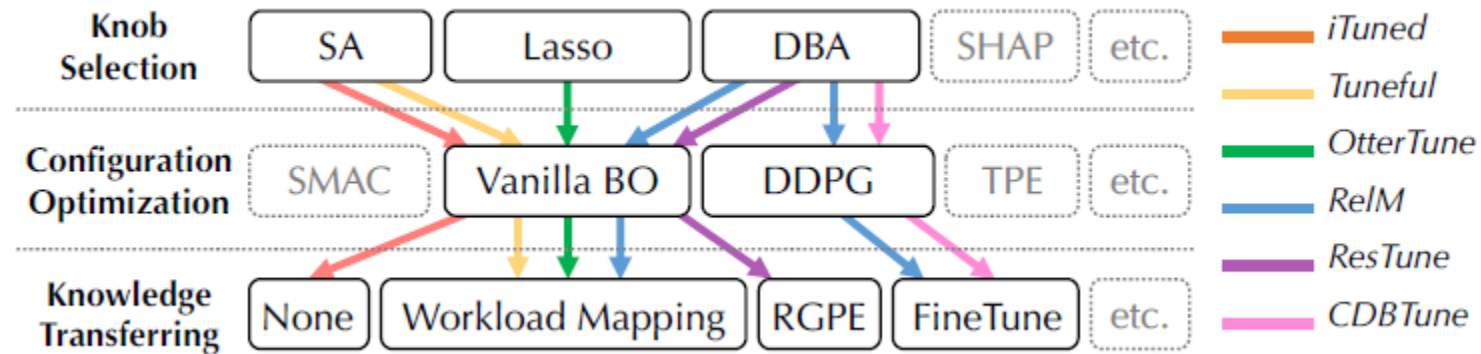 Knob
Selection
SA
Lasso
DBA
SHAP
etc.
Configuration
Optimization
SMAC
Vanilla BO
DDPG
TPE
etc.
Knowledge
Transferring
None
Workload Mapping
RGPE
FineTune
etc.
iTuned
Tuneful
OtterTune
RelM
ResTune
CDBTune